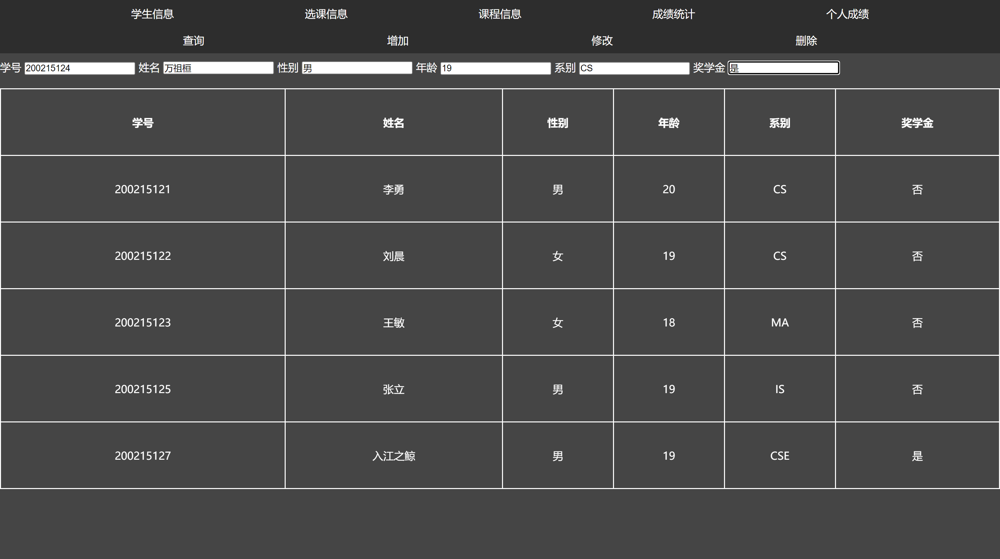 学生信息 选课信息 课程信息 成绩统计 个人成绩
查询 增加 修改 删除
学号 200215124 姓名 万祖桓 性别 男 年龄 19 系别 CS 奖学金 是
学号 姓名 性别 年龄 系别 奖学金
200215121 李勇 男 20 CS 否
200215122 刘晨 女 19 CS 否
200215123 王敏 女 18 MA 否
200215125 张立 男 19 IS 否
200215127 入江之鲸 男 19 CSE 是